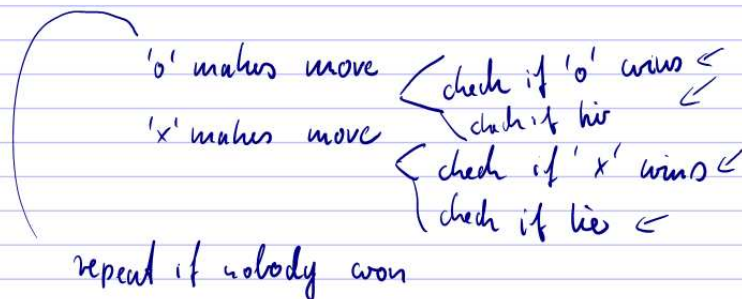 'o' makes move
check if 'o' wins
check if tie
'x' makes move
check if 'x' wins
check if tie
repeat if nobody won